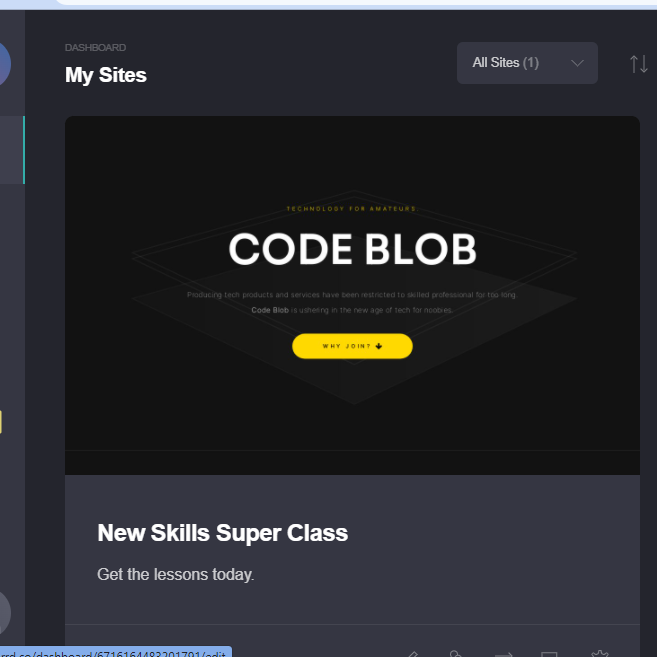 DASHBOARD
My Sites
All Sites (1)
TECHNOLOGY FOR AMATEURS
CODE BLOB
Producing tech products and services have been restricted to skilled professional for too long.
Code Blob is ushering in the new age of tech for noobies.
WHY JOIN?
New Skills Super Class
Get the lessons today.
rrd.co/dashboard/6716164483201791/edit